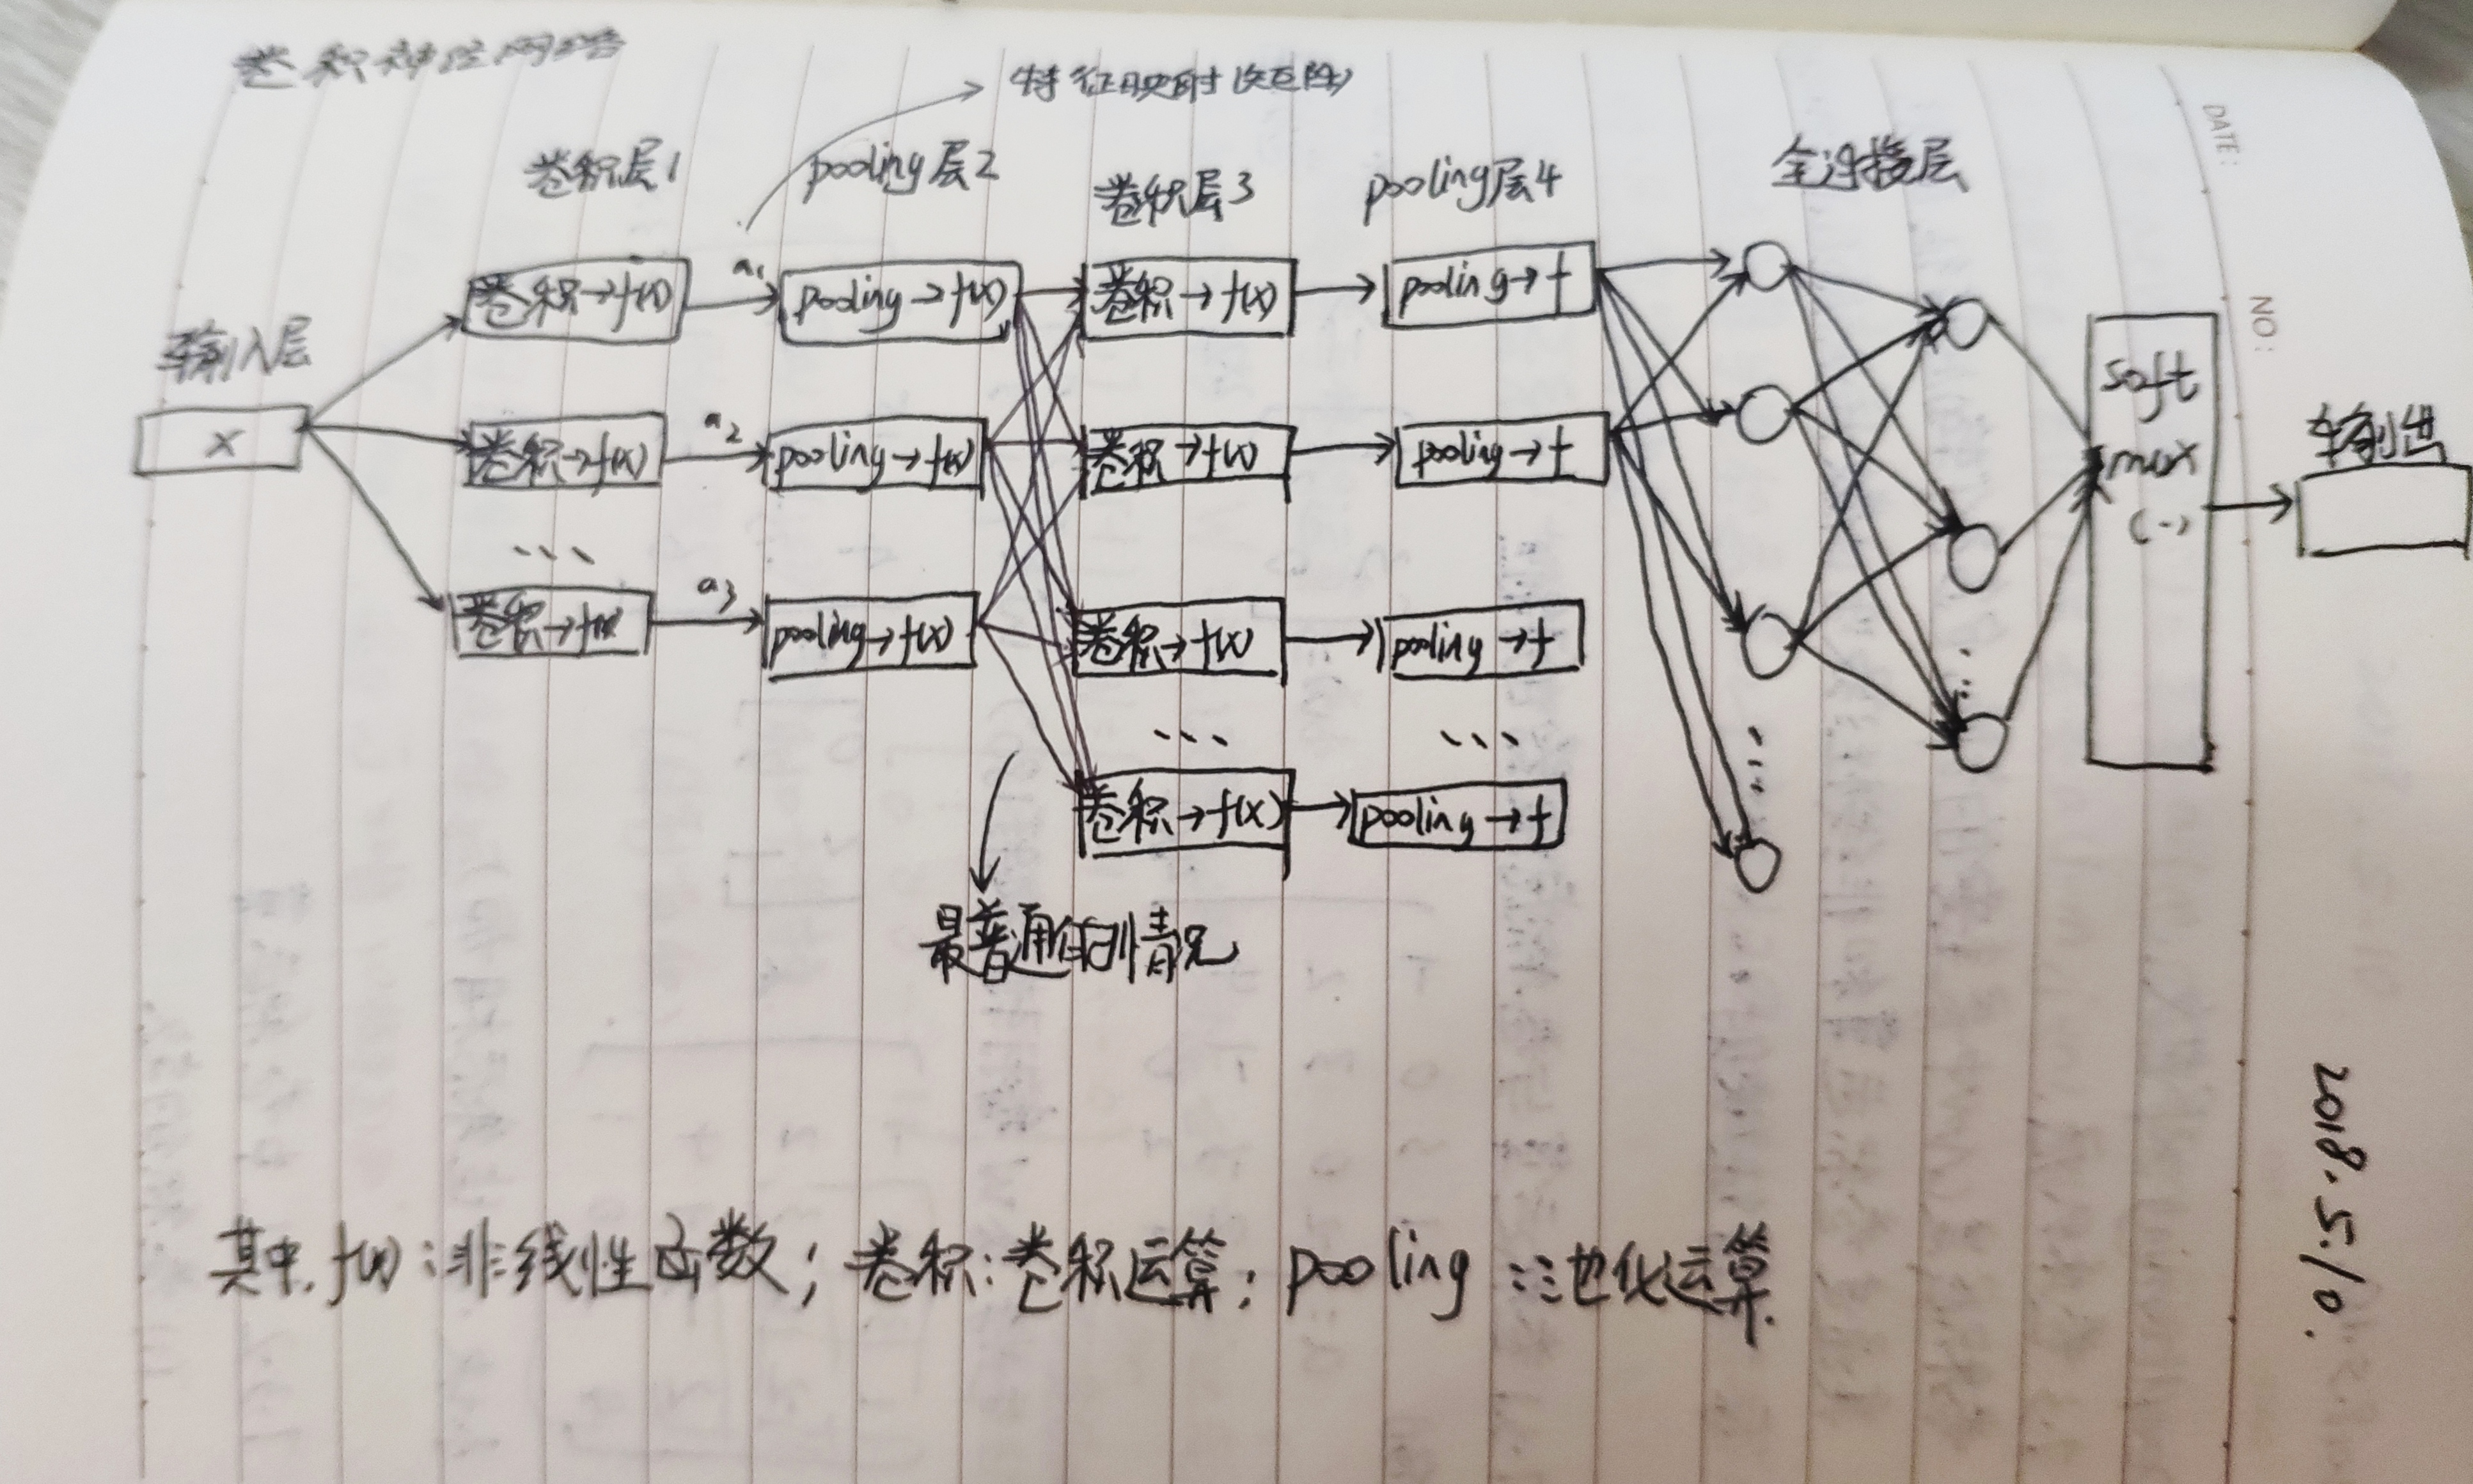 卷积神经网络
特征映射(矩阵)
卷积层1
pooling层2
卷积层3
pooling层4
全连接层
DATE:
NO:
输入层
x
卷积→f(x)
a1
pooling→f(x)
卷积→f(x)
pooling→f
卷积→f(x)
a2
pooling→f(x)
卷积→f(x)
pooling→f
...
卷积→f(x)
a3
pooling→f(x)
卷积→f(x)
pooling→f
...
...
卷积→f(x)
pooling→f
soft
max
(·)
输出
最普通的情况
其中, f(x):非线性函数; 卷积:卷积运算; pooling:池化运算.
2018.5.10.